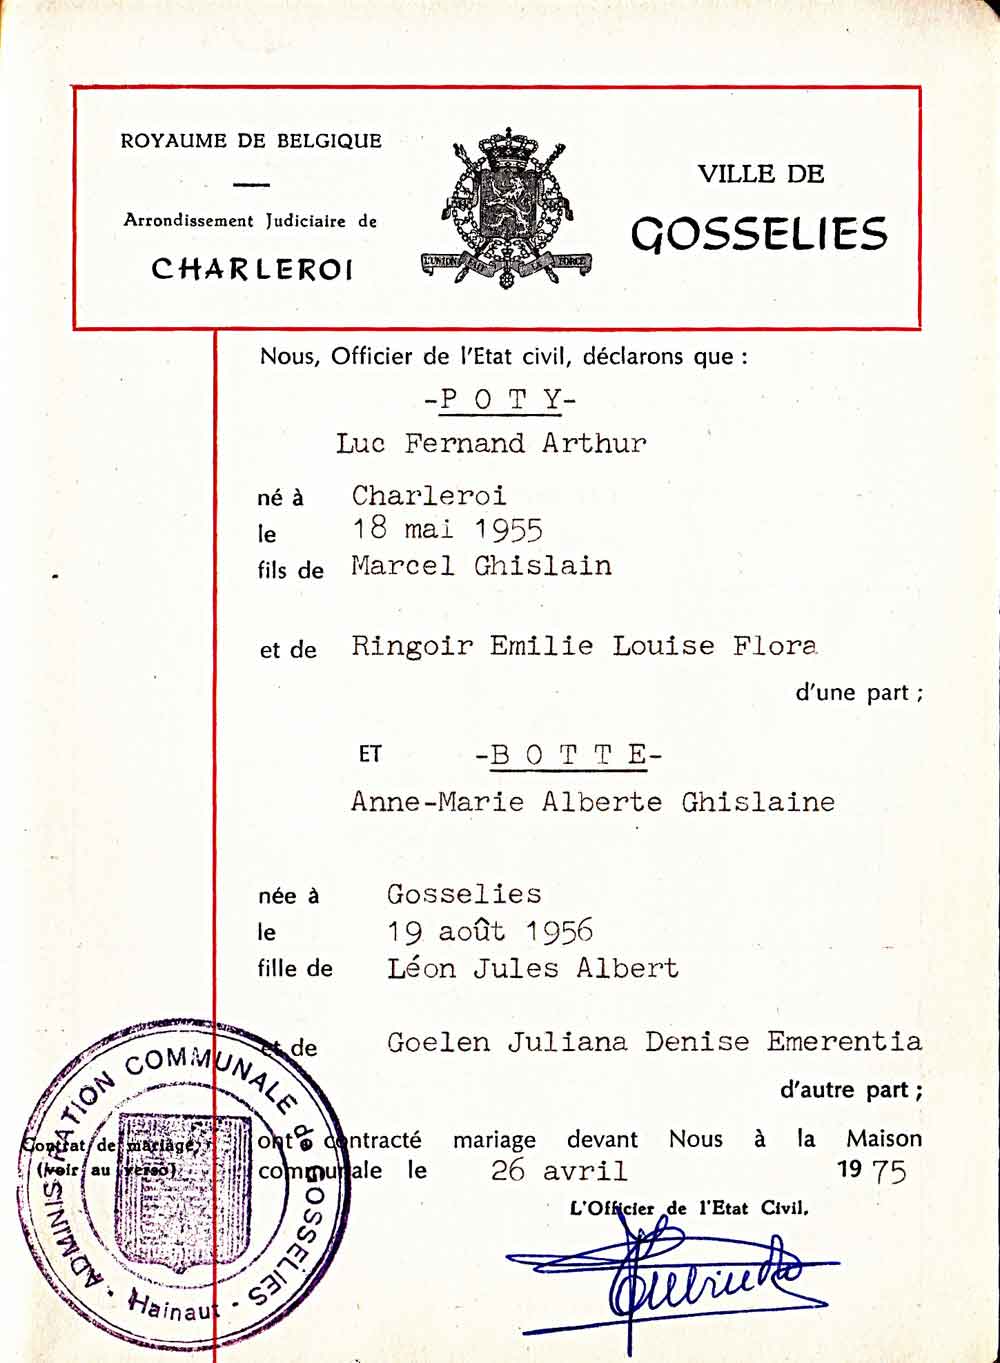 ROYAUME DE BELGIQUE
Arrondissement Judiciaire de
CHARLEROI
L'UNION FAIT LA FORCE
VILLE DE
GOSSELIES
Nous, Officier de l'Etat civil, déclarons que :
-P O T Y-
Luc Fernand Arthur
né à Charleroi
le 18 mai 1955
fils de Marcel Ghislain
et de Ringoir Emilie Louise Flora
d'une part ;
ET -B O T T E-
Anne-Marie Alberte Ghislaine
née à Gosselies
le 19 août 1956
fille de Léon Jules Albert
et de Goelen Juliana Denise Emerentia
d'autre part ;
Contrat de mariage,
(voir au verso)
ont contracté mariage devant Nous à la Maison
communale le 26 avril 1975
L'Officier de l'Etat Civil,
ADMINISTRATION COMMUNALE de GOSSELIES
- Hainaut -